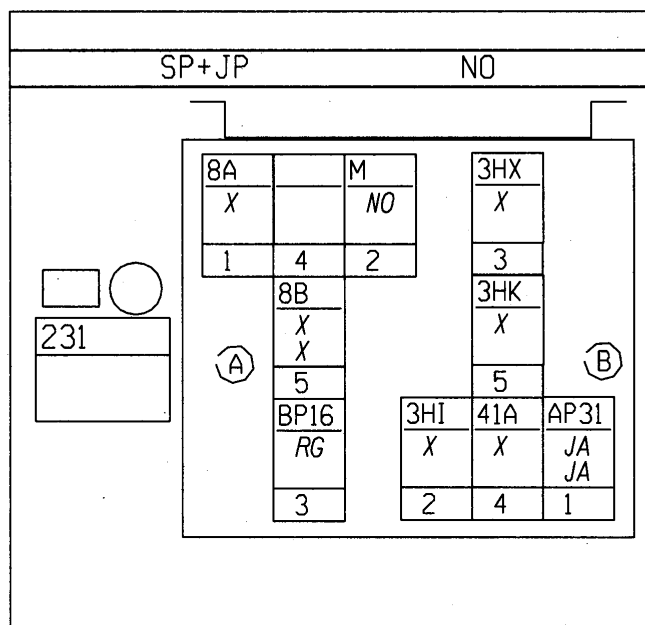 SP+JP NO
8A M 3HX
X NO X
1 4 2 3
8B 3HK
X X
X
231
A B
5 5
BP16 3HI 41A AP31
RG X X JA
JA
3 2 4 1